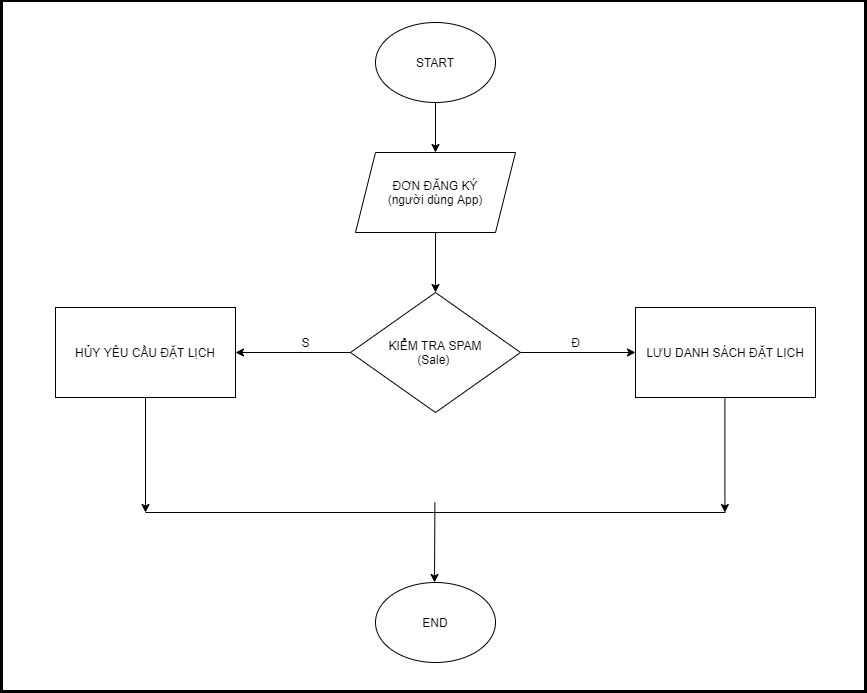 START
ĐƠN ĐĂNG KÝ
(người dùng App)
HỦY YÊU CẦU ĐẶT LỊCH
S
KIỂM TRA SPAM
(Sale)
Đ
LƯU DANH SÁCH ĐẶT LỊCH
END